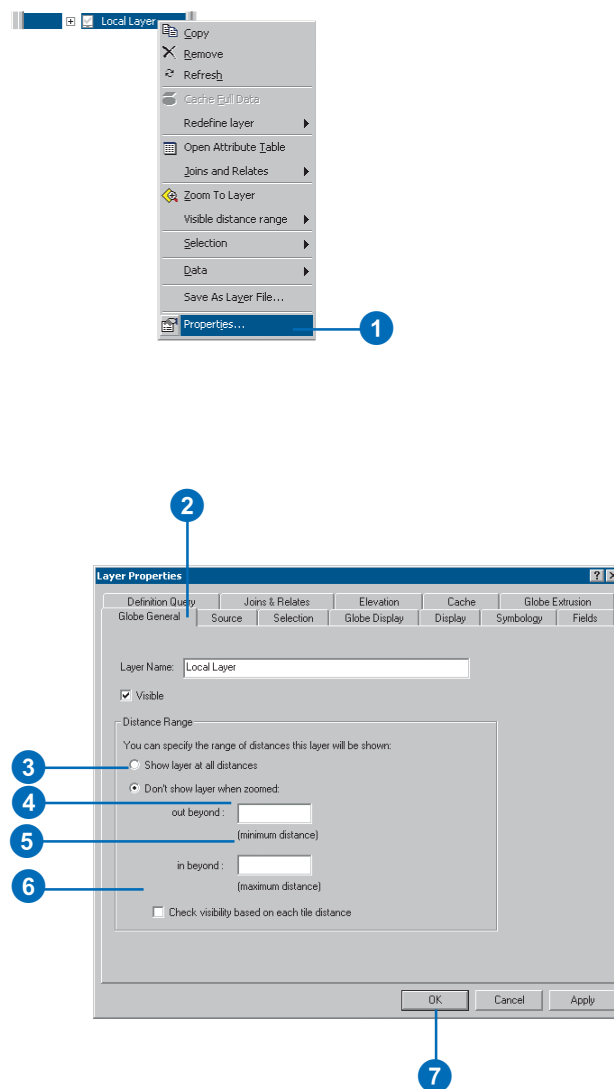 Local Layer
Copy
Remove
Refresh
Cache Full Data
Redefine layer
Open Attribute Table
Joins and Relates
Zoom To Layer
Visible distance range
Selection
Data
Save As Layer File...
Properties...
1
2
Layer Properties
Definition Query Joins & Relates Elevation Cache Globe Extrusion
Globe General Source Selection Globe Display Display Symbology Fields
Layer Name: Local Layer
Visible
Distance Range
You can specify the range of distances this layer will be shown:
3 Show layer at all distances
Don't show layer when zoomed:
4 out beyond :
5 (minimum distance)
in beyond :
6 (maximum distance)
Check visibility based on each tile distance
OK Cancel Apply
7